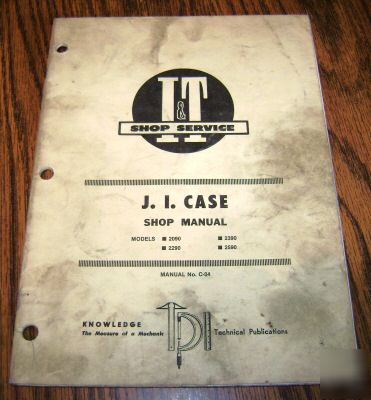 I&T
SHOP SERVICE
J. I. CASE
SHOP MANUAL
MODELS ■ 2090 ■ 2390
■ 2290 ■ 2590
MANUAL No. C-34
KNOWLEDGE
The Measure of a Mechanic
TPI
Technical Publications